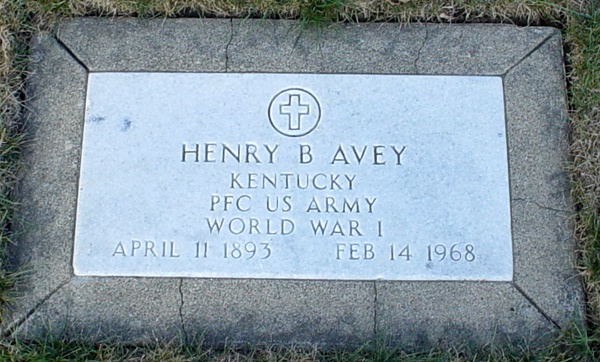 HENRY B AVEY
KENTUCKY
PFC US ARMY
WORLD WAR I
APRIL 11 1893 FEB 14 1968